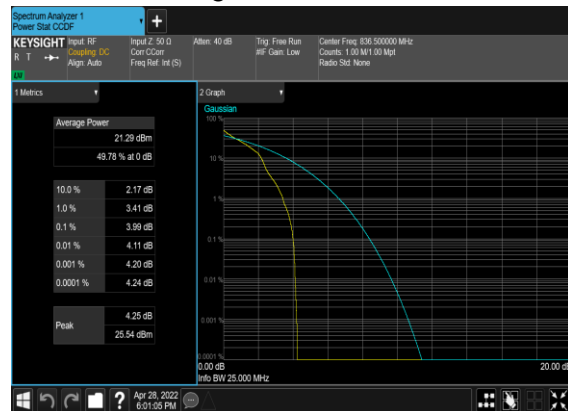 Spectrum Analyzer 1
Power Stat CCDF
+
KEYSIGHT
R T
LW
Input: RF
Coupling: DC
Align: Auto
Input Z: 50 Ω
Corr CCorr
Freq Ref: Int (S)
Atten: 40 dB
Trig: Free Run
#IF Gain: Low
Center Freq: 836.500000 MHz
Counts: 1.00 M/1.00 Mpt
Radio Std: None
1 Metrics
Average Power
21.29 dBm
49.78 % at 0 dB
10.0 % 2.17 dB
1.0 % 3.41 dB
0.1 % 3.99 dB
0.01 % 4.11 dB
0.001 % 4.20 dB
0.0001 % 4.24 dB
Peak
4.25 dB
25.54 dBm
2 Graph
Gaussian
100 %
10 %
1 %
0.1 %
0.01 %
0.001 %
0.0001 %
0.00 dB
20.00 dB
Info BW 25.000 MHz
?
Apr 28, 2022
6:01:05 PM